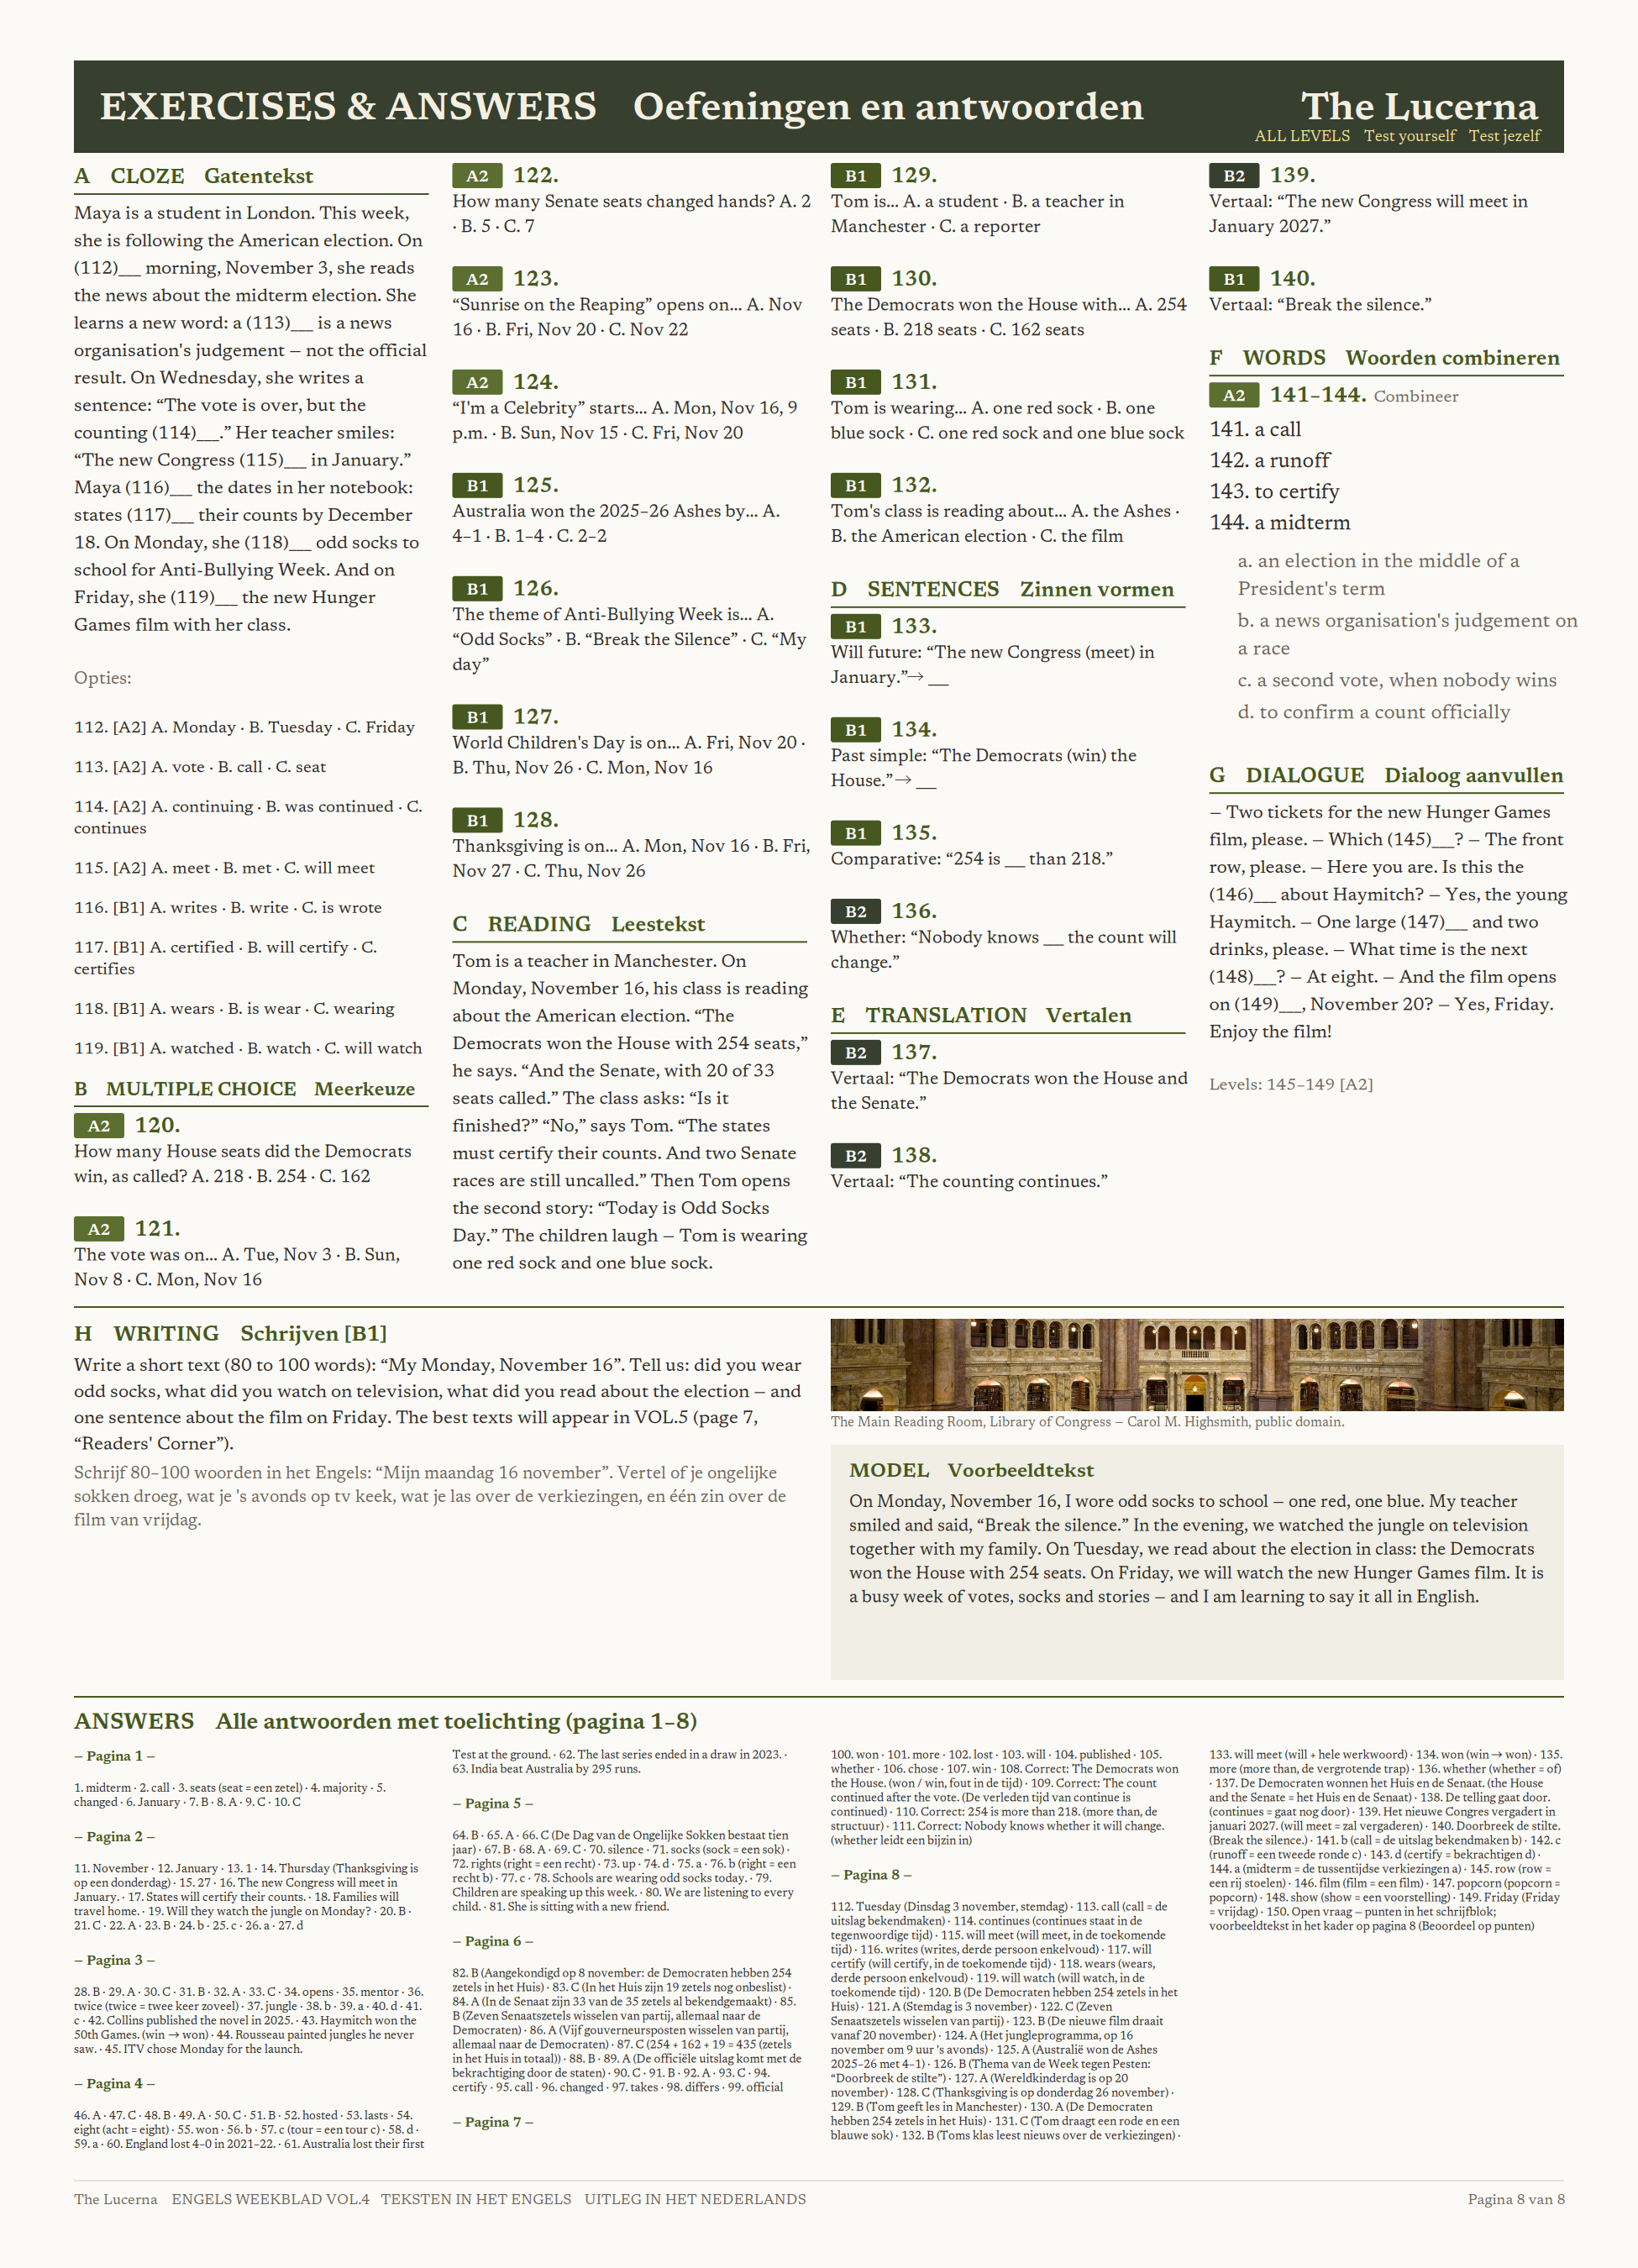 EXERCISES & ANSWERS Oefeningen en antwoorden
The Lucerna
ALL LEVELS Test yourself Test jezelf
A CLOZE Gatentekst
Maya is a student in London. This week,
she is following the American election. On
(112)___ morning, November 3, she reads
the news about the midterm election. She
learns a new word: a (113)___ is a news
organisation's judgement – not the official
result. On Wednesday, she writes a
sentence: “The vote is over, but the
counting (114)___.” Her teacher smiles:
“The new Congress (115)___ in January.”
Maya (116)___ the dates in her notebook:
states (117)___ their counts by December
18. On Monday, she (118)___ odd socks to
school for Anti-Bullying Week. And on
Friday, she (119)___ the new Hunger
Games film with her class.
Opties:
112. [A2] A. Monday · B. Tuesday · C. Friday
113. [A2] A. vote · B. call · C. seat
114. [A2] A. continuing · B. was continued · C.
continues
115. [A2] A. meet · B. met · C. will meet
116. [B1] A. writes · B. write · C. is wrote
117. [B1] A. certified · B. will certify · C.
certifies
118. [B1] A. wears · B. is wear · C. wearing
119. [B1] A. watched · B. watch · C. will watch
B MULTIPLE CHOICE Meerkeuze
A2 120.
How many House seats did the Democrats
win, as called? A. 218 · B. 254 · C. 162
A2 121.
The vote was on... A. Tue, Nov 3 · B. Sun,
Nov 8 · C. Mon, Nov 16
A2 122.
How many Senate seats changed hands? A. 2
· B. 5 · C. 7
A2 123.
“Sunrise on the Reaping” opens on... A. Nov
16 · B. Fri, Nov 20 · C. Nov 22
A2 124.
“I'm a Celebrity” starts... A. Mon, Nov 16, 9
p.m. · B. Sun, Nov 15 · C. Fri, Nov 20
B1 125.
Australia won the 2025–26 Ashes by... A.
4–1 · B. 1–4 · C. 2–2
B1 126.
The theme of Anti-Bullying Week is... A.
“Odd Socks” · B. “Break the Silence” · C. “My
day”
B1 127.
World Children's Day is on... A. Fri, Nov 20 ·
B. Thu, Nov 26 · C. Mon, Nov 16
B1 128.
Thanksgiving is on... A. Mon, Nov 16 · B. Fri,
Nov 27 · C. Thu, Nov 26
C READING Leestekst
Tom is a teacher in Manchester. On
Monday, November 16, his class is reading
about the American election. “The
Democrats won the House with 254 seats,”
he says. “And the Senate, with 20 of 33
seats called.” The class asks: “Is it
finished?” “No,” says Tom. “The states
must certify their counts. And two Senate
races are still uncalled.” Then Tom opens
the second story: “Today is Odd Socks
Day.” The children laugh – Tom is wearing
one red sock and one blue sock.
B1 129.
Tom is... A. a student · B. a teacher in
Manchester · C. a reporter
B1 130.
The Democrats won the House with... A. 254
seats · B. 218 seats · C. 162 seats
B1 131.
Tom is wearing... A. one red sock · B. one
blue sock · C. one red sock and one blue sock
B1 132.
Tom's class is reading about... A. the Ashes ·
B. the American election · C. the film
D SENTENCES Zinnen vormen
B1 133.
Will future: “The new Congress (meet) in
January.”→ __
B1 134.
Past simple: “The Democrats (win) the
House.”→ __
B1 135.
Comparative: “254 is __ than 218.”
B2 136.
Whether: “Nobody knows __ the count will
change.”
E TRANSLATION Vertalen
B2 137.
Vertaal: “The Democrats won the House and
the Senate.”
B2 138.
Vertaal: “The counting continues.”
B2 139.
Vertaal: “The new Congress will meet in
January 2027.”
B1 140.
Vertaal: “Break the silence.”
F WORDS Woorden combineren
A2 141–144. Combineer
141. a call
142. a runoff
143. to certify
144. a midterm
a. an election in the middle of a
President's term
b. a news organisation's judgement on
a race
c. a second vote, when nobody wins
d. to confirm a count officially
G DIALOGUE Dialoog aanvullen
– Two tickets for the new Hunger Games
film, please. – Which (145)___? – The front
row, please. – Here you are. Is this the
(146)___ about Haymitch? – Yes, the young
Haymitch. – One large (147)___ and two
drinks, please. – What time is the next
(148)___? – At eight. – And the film opens
on (149)___, November 20? – Yes, Friday.
Enjoy the film!
Levels: 145–149 [A2]
H WRITING Schrijven [B1]
Write a short text (80 to 100 words): “My Monday, November 16”. Tell us: did you wear
odd socks, what did you watch on television, what did you read about the election – and
one sentence about the film on Friday. The best texts will appear in VOL.5 (page 7,
“Readers' Corner”).
Schrijf 80–100 woorden in het Engels: “Mijn maandag 16 november”. Vertel of je ongelijke
sokken droeg, wat je 's avonds op tv keek, wat je las over de verkiezingen, en één zin over de
film van vrijdag.
The Main Reading Room, Library of Congress – Carol M. Highsmith, public domain.
MODEL Voorbeeldtekst
On Monday, November 16, I wore odd socks to school – one red, one blue. My teacher
smiled and said, “Break the silence.” In the evening, we watched the jungle on television
together with my family. On Tuesday, we read about the election in class: the Democrats
won the House with 254 seats. On Friday, we will watch the new Hunger Games film. It is
a busy week of votes, socks and stories – and I am learning to say it all in English.
ANSWERS Alle antwoorden met toelichting (pagina 1–8)
– Pagina 1 –
1. midterm · 2. call · 3. seats (seat = een zetel) · 4. majority · 5.
changed · 6. January · 7. B · 8. A · 9. C · 10. C
– Pagina 2 –
11. November · 12. January · 13. 1 · 14. Thursday (Thanksgiving is
op een donderdag) · 15. 27 · 16. The new Congress will meet in
January. · 17. States will certify their counts. · 18. Families will
travel home. · 19. Will they watch the jungle on Monday? · 20. B ·
21. C · 22. A · 23. B · 24. b · 25. c · 26. a · 27. d
– Pagina 3 –
28. B · 29. A · 30. C · 31. B · 32. A · 33. C · 34. opens · 35. mentor · 36.
twice (twice = twee keer zoveel) · 37. jungle · 38. b · 39. a · 40. d · 41.
c · 42. Collins published the novel in 2025. · 43. Haymitch won the
50th Games. (win → won) · 44. Rousseau painted jungles he never
saw. · 45. ITV chose Monday for the launch.
– Pagina 4 –
46. A · 47. C · 48. B · 49. A · 50. C · 51. B · 52. hosted · 53. lasts · 54.
eight (acht = eight) · 55. won · 56. b · 57. c (tour = een tour c) · 58. d ·
59. a · 60. England lost 4–0 in 2021–22. · 61. Australia lost their first
Test at the ground. · 62. The last series ended in a draw in 2023. ·
63. India beat Australia by 295 runs.
– Pagina 5 –
64. B · 65. A · 66. C (De Dag van de Ongelijke Sokken bestaat tien
jaar) · 67. B · 68. A · 69. C · 70. silence · 71. socks (sock = een sok) ·
72. rights (right = een recht) · 73. up · 74. d · 75. a · 76. b (right = een
recht b) · 77. c · 78. Schools are wearing odd socks today. · 79.
Children are speaking up this week. · 80. We are listening to every
child. · 81. She is sitting with a new friend.
– Pagina 6 –
82. B (Aangekondigd op 8 november: de Democraten hebben 254
zetels in het Huis) · 83. C (In het Huis zijn 19 zetels nog onbeslist) ·
84. A (In de Senaat zijn 33 van de 35 zetels al bekendgemaakt) · 85.
B (Zeven Senaatszetels wisselen van partij, allemaal naar de
Democraten) · 86. A (Vijf gouverneursposten wisselen van partij,
allemaal naar de Democraten) · 87. C (254 + 162 + 19 = 435 (zetels
in het Huis in totaal)) · 88. B · 89. A (De officiële uitslag komt met de
bekrachtiging door de staten) · 90. C · 91. B · 92. A · 93. C · 94.
certify · 95. call · 96. changed · 97. takes · 98. differs · 99. official
– Pagina 7 –
100. won · 101. more · 102. lost · 103. will · 104. published · 105.
whether · 106. chose · 107. win · 108. Correct: The Democrats won
the House. (won / win, fout in de tijd) · 109. Correct: The count
continued after the vote. (De verleden tijd van continue is
continued) · 110. Correct: 254 is more than 218. (more than, de
structuur) · 111. Correct: Nobody knows whether it will change.
(whether leidt een bijzin in)
– Pagina 8 –
112. Tuesday (Dinsdag 3 november, stemdag) · 113. call (call = de
uitslag bekendmaken) · 114. continues (continues staat in de
tegenwoordige tijd) · 115. will meet (will meet, in de toekomende
tijd) · 116. writes (writes, derde persoon enkelvoud) · 117. will
certify (will certify, in de toekomende tijd) · 118. wears (wears,
derde persoon enkelvoud) · 119. will watch (will watch, in de
toekomende tijd) · 120. B (De Democraten hebben 254 zetels in het
Huis) · 121. A (Stemdag is 3 november) · 122. C (Zeven
Senaatszetels wisselen van partij) · 123. B (De nieuwe film draait
vanaf 20 november) · 124. A (Het jungleprogramma, op 16
november om 9 uur 's avonds) · 125. A (Australië won de Ashes
2025–26 met 4–1) · 126. B (Thema van de Week tegen Pesten:
“Doorbreek de stilte”) · 127. A (Wereldkinderdag is op 20
november) · 128. C (Thanksgiving is op donderdag 26 november) ·
129. B (Tom geeft les in Manchester) · 130. A (De Democraten
hebben 254 zetels in het Huis) · 131. C (Tom draagt een rode en een
blauwe sok) · 132. B (Toms klas leest nieuws over de verkiezingen) ·
133. will meet (will + hele werkwoord) · 134. won (win → won) · 135.
more (more than, de vergrotende trap) · 136. whether (whether = of)
· 137. De Democraten wonnen het Huis en de Senaat. (the House
and the Senate = het Huis en de Senaat) · 138. De telling gaat door.
(continues = gaat nog door) · 139. Het nieuwe Congres vergadert in
januari 2027. (will meet = zal vergaderen) · 140. Doorbreek de stilte.
(Break the silence.) · 141. b (call = de uitslag bekendmaken b) · 142. c
(runoff = een tweede ronde c) · 143. d (certify = bekrachtigen d) ·
144. a (midterm = de tussentijdse verkiezingen a) · 145. row (row =
een rij stoelen) · 146. film (film = een film) · 147. popcorn (popcorn =
popcorn) · 148. show (show = een voorstelling) · 149. Friday (Friday
= vrijdag) · 150. Open vraag – punten in het schrijfblok;
voorbeeldtekst in het kader op pagina 8 (Beoordeel op punten)
The Lucerna ENGELS WEEKBLAD VOL.4 TEKSTEN IN HET ENGELS UITLEG IN HET NEDERLANDS
Pagina 8 van 8